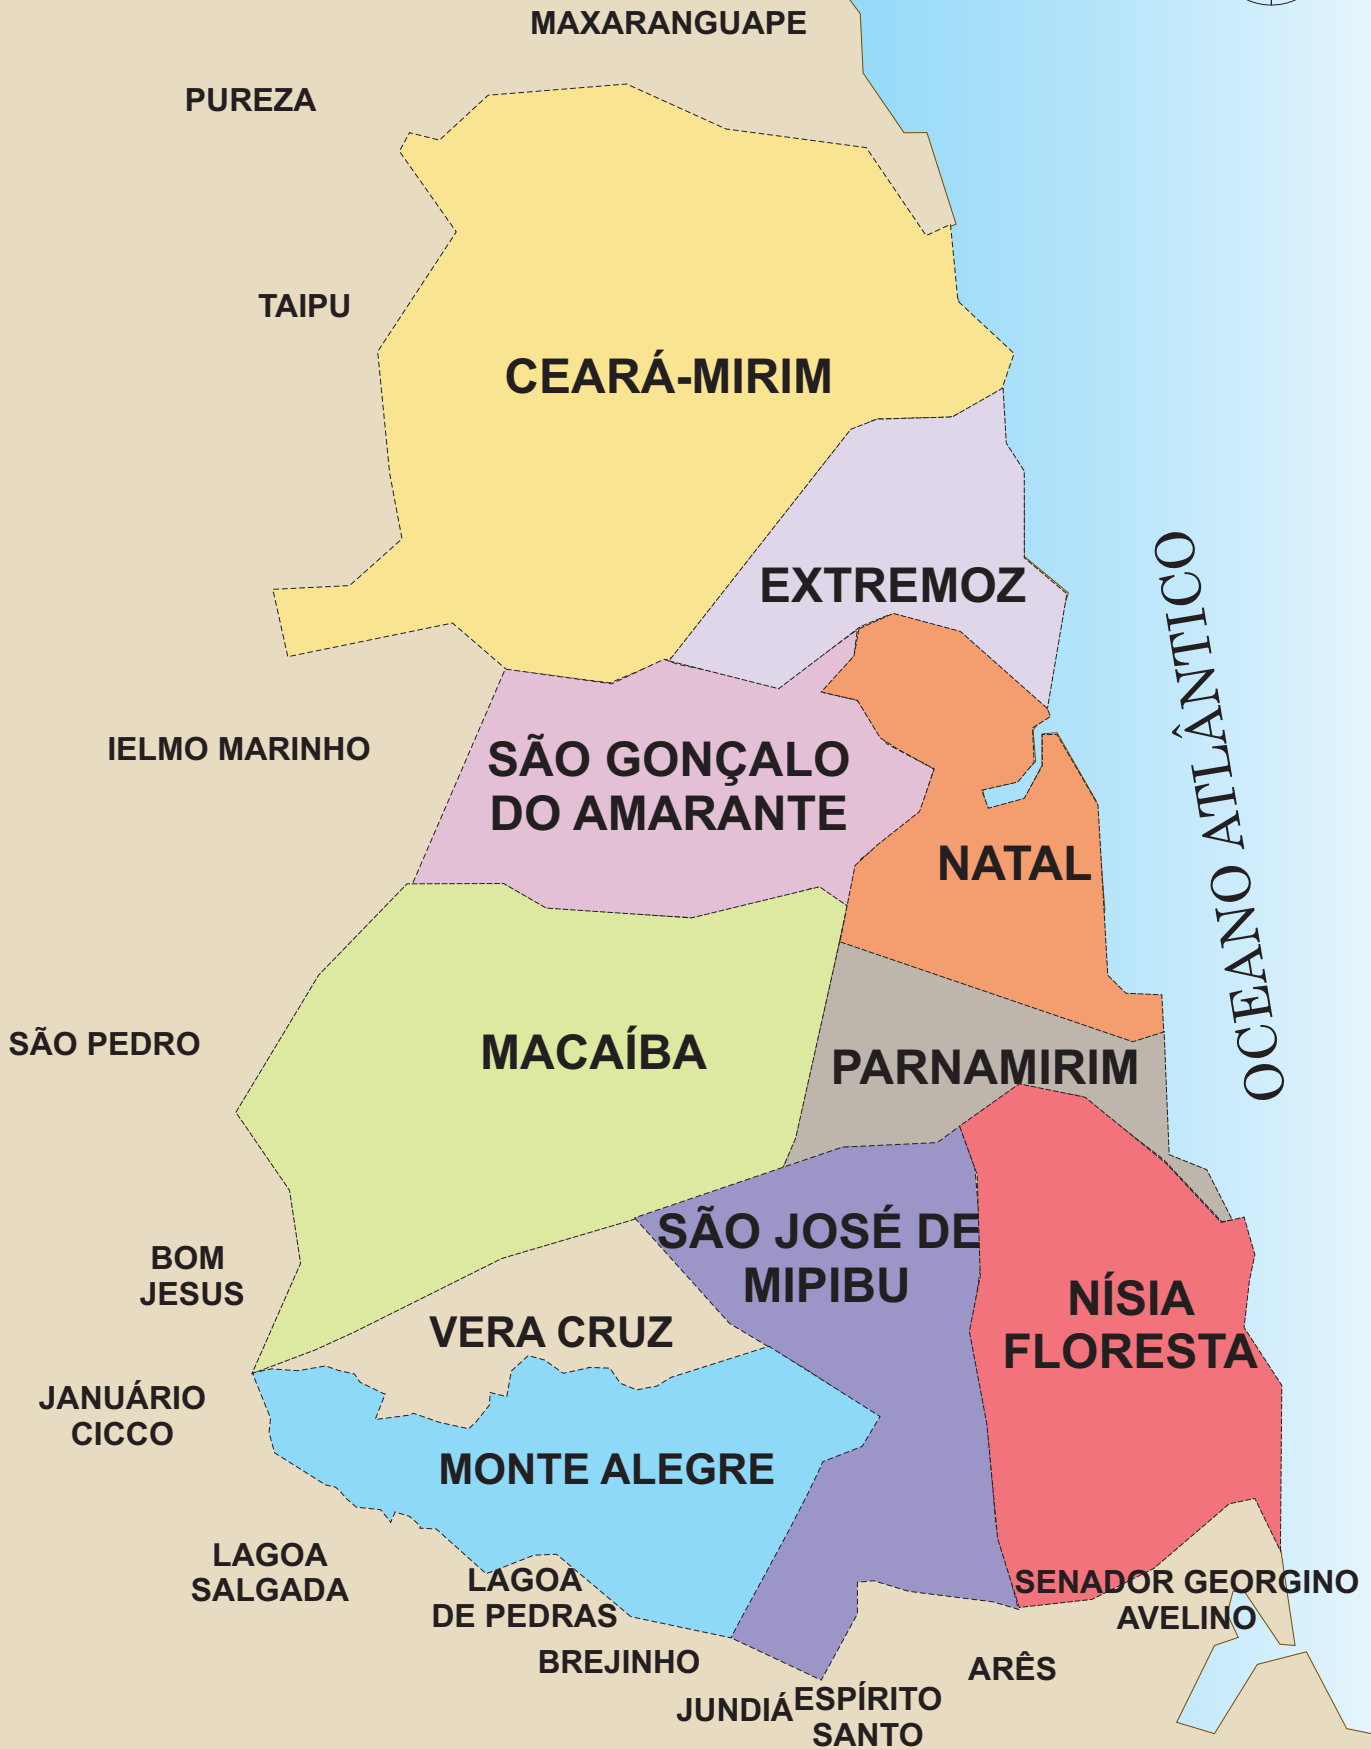 MAXARANGUAPE
PUREZA
TAIPU
CEARÁ-MIRIM
EXTREMOZ
OCEANO ATLÂNTICO
IELMO MARINHO
SÃO GONÇALO
DO AMARANTE
NATAL
SÃO PEDRO
MACAÍBA
PARNAMIRIM
SÃO JOSÉ DE
MIPIBU
BOM
JESUS
NÍSIA
FLORESTA
VERA CRUZ
JANUÁRIO
CICCO
MONTE ALEGRE
LAGOA
SALGADA
LAGOA
DE PEDRAS
SENADOR GEORGINO
AVELINO
BREJINHO
ARÊS
JUNDIÁ
ESPÍRITO
SANTO